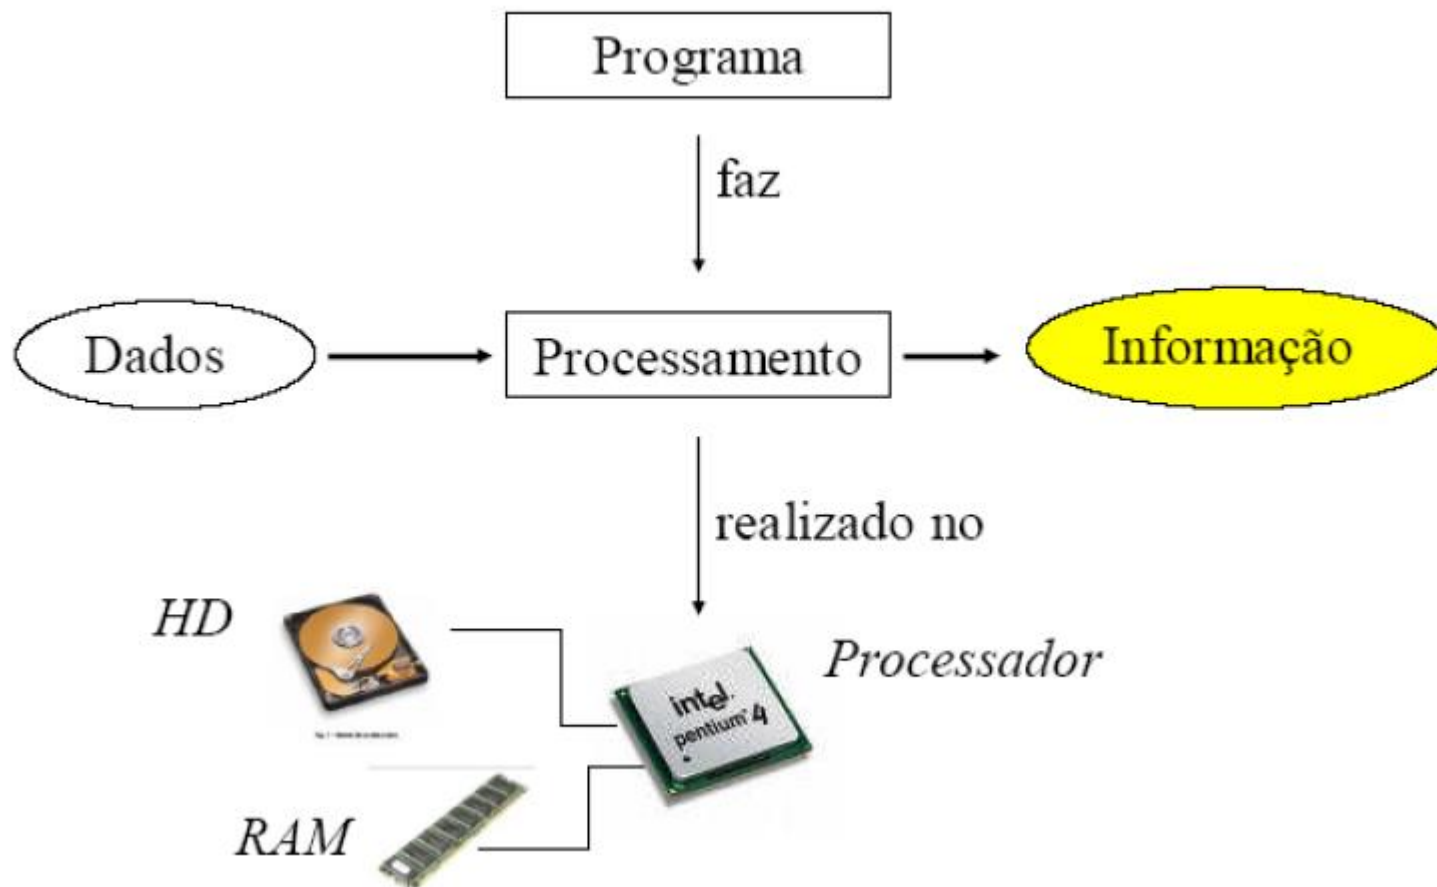 Programa
faz
Dados
Processamento
Informação
realizado no
HD
Processador
intel
pentium 4
RAM